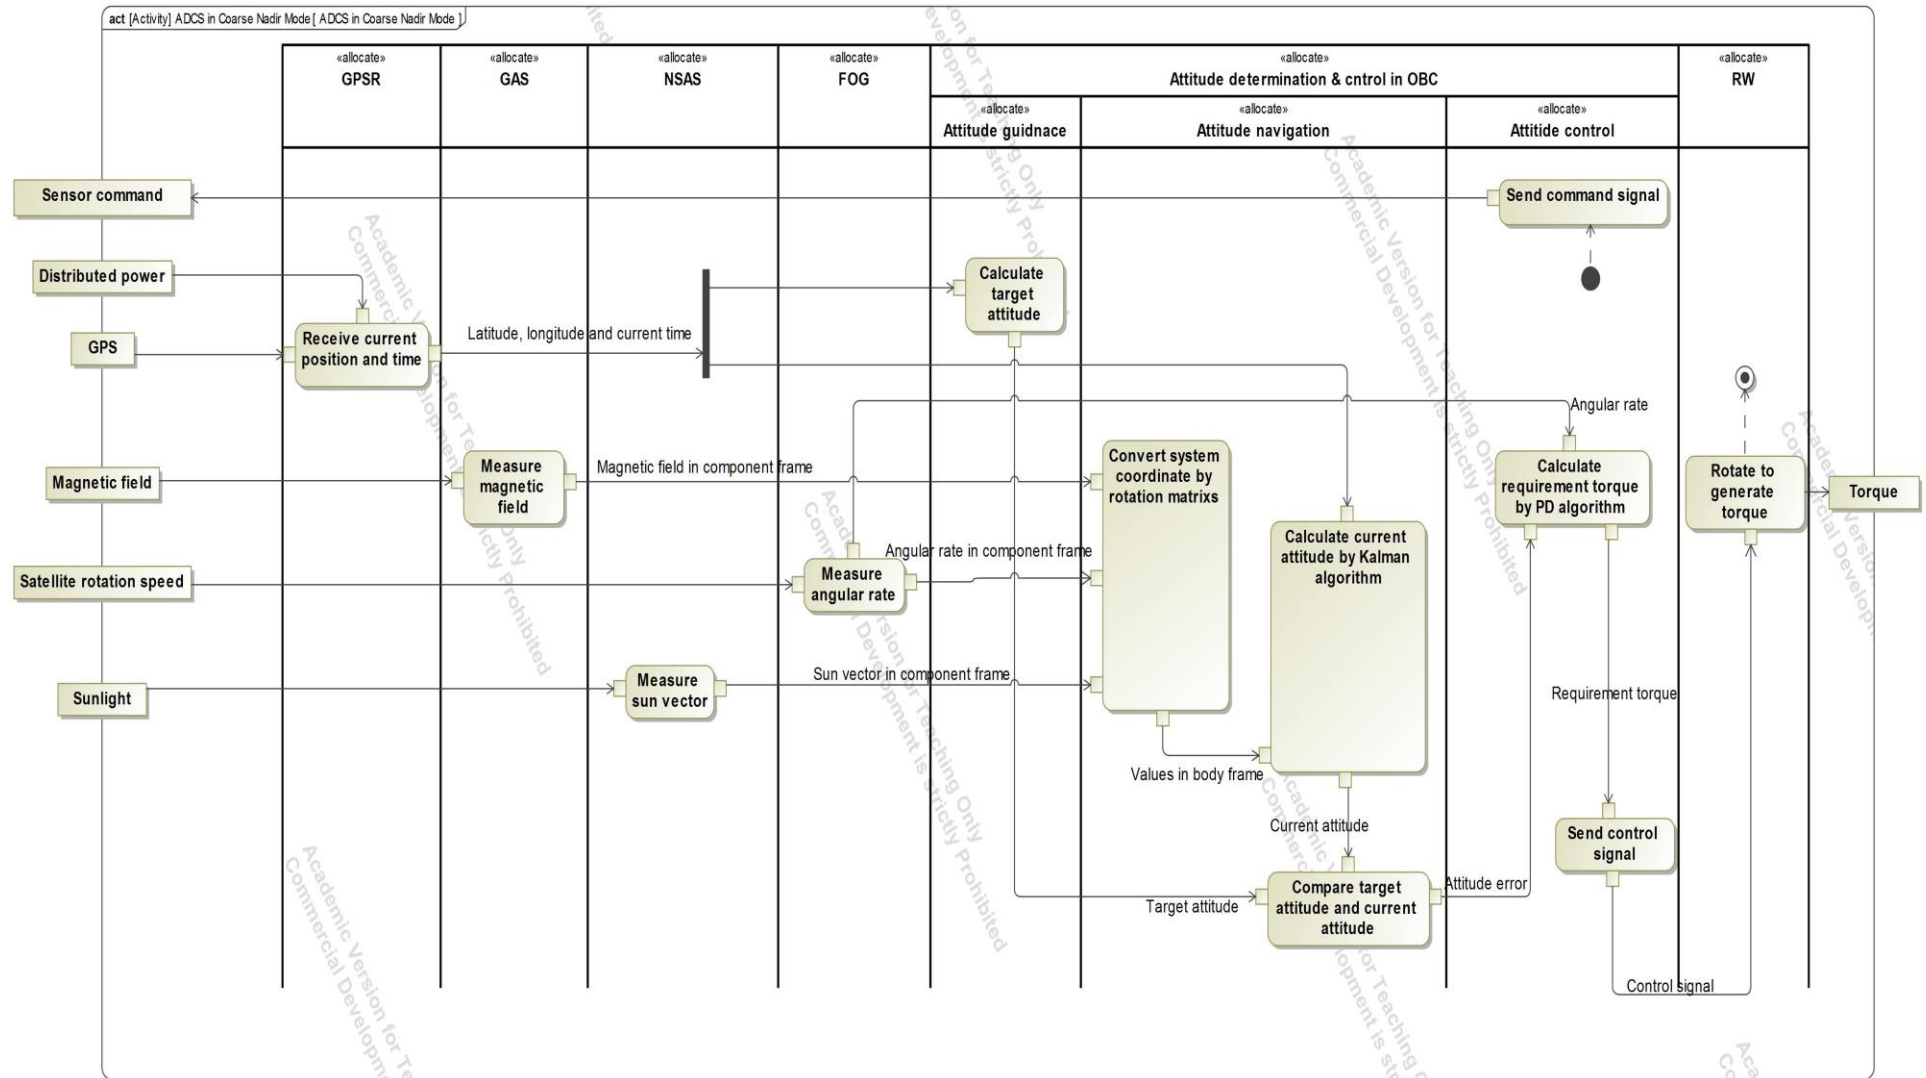 act [Activity] ADCS in Coarse Nadir Mode [ ADCS in Coarse Nadir Mode ]
«allocate»
GPSR
«allocate»
GAS
«allocate»
NSAS
«allocate»
FOG
«allocate»
Attitude determination & cntrol in OBC
«allocate»
Attitude guidnace
«allocate»
Attitude navigation
«allocate»
Attitide control
«allocate»
RW
Sensor command
Send command signal
Distributed power
Calculate
target
attitude
GPS
Receive current
position and time
Latitude, longitude and current time
Angular rate
Magnetic field
Measure
magnetic
field
Magnetic field in component frame
Convert system
coordinate by
rotation matrixs
Calculate
requirement torque
by PD algorithm
Rotate to
generate
torque
Torque
Calculate current
attitude by Kalman
algorithm
Satellite rotation speed
Measure
angular rate
Angular rate in component frame
Sunlight
Measure
sun vector
Sun vector in component frame
Requirement torque
Values in body frame
Current attitude
Send control
signal
Target attitude
Compare target
attitude and current
attitude
Attitude error
Control signal
Academic Version for Teaching Only
Commercial Development is strictly Prohibited